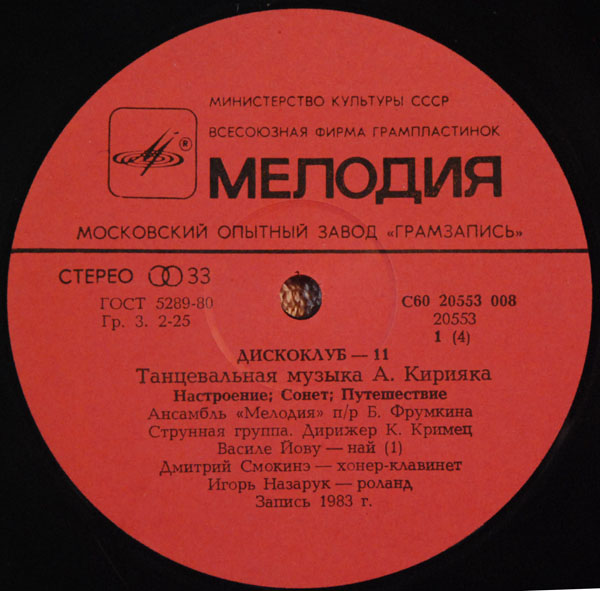 МИНИСТЕРСТВО КУЛЬТУРЫ СССР
ВСЕСОЮЗНАЯ ФИРМА ГРАМПЛАСТИНОК
®
МЕЛОДИЯ
МОСКОВСКИЙ ОПЫТНЫЙ ЗАВОД «ГРАМЗАПИСЬ»
СТЕРЕО 33
ГОСТ 5289-80
Гр. 3. 2-25
С60 20553 008
20553
1 (4)
ДИСКОКЛУБ — 11
Танцевальная музыка А. Кирияка
Настроение; Сонет; Путешествие
Ансамбль «Мелодия» п/р Б. Фрумкина
Струнная группа. Дирижер К. Кримец
Василе Йову — най (1)
Дмитрий Смокинэ — хонер-клавинет
Игорь Назарук — роланд
Запись 1983 г.